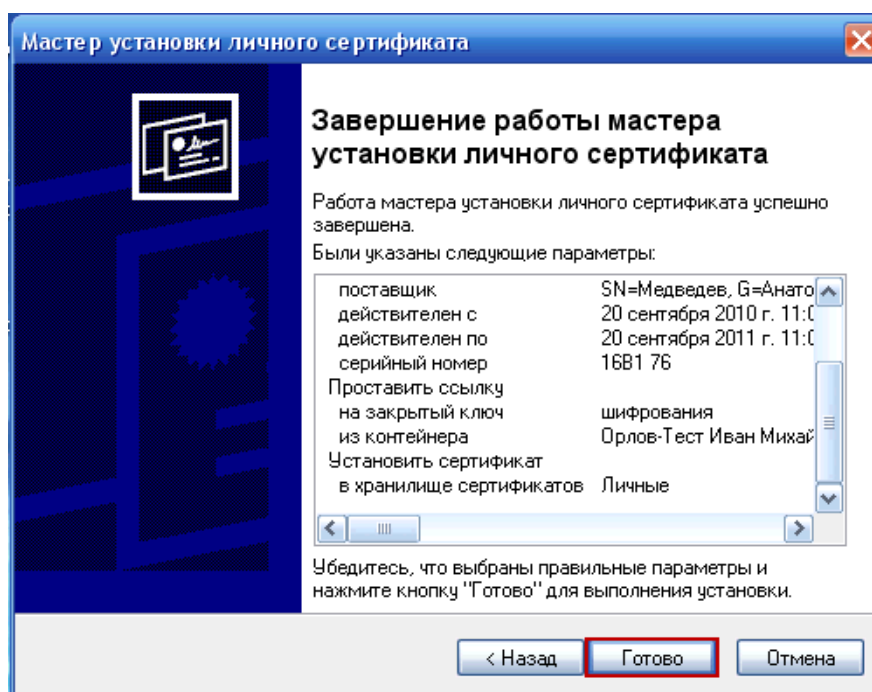 Мастер установки личного сертификата
Завершение работы мастера
установки личного сертификата
Работа мастера установки личного сертификата успешно
завершена.
Были указаны следующие параметры:
поставщик SN=Медведев, G=Анато
действителен с 20 сентября 2010 г. 11:0
действителен по 20 сентября 2011 г. 11:0
серийный номер 16B1 76
Проставить ссылку
на закрытый ключ шифрования
из контейнера Орлов-Тест Иван Михай
Установить сертификат
в хранилище сертификатов Личные
Убедитесь, что выбраны правильные параметры и
нажмите кнопку "Готово" для выполнения установки.
< Назад Готово Отмена